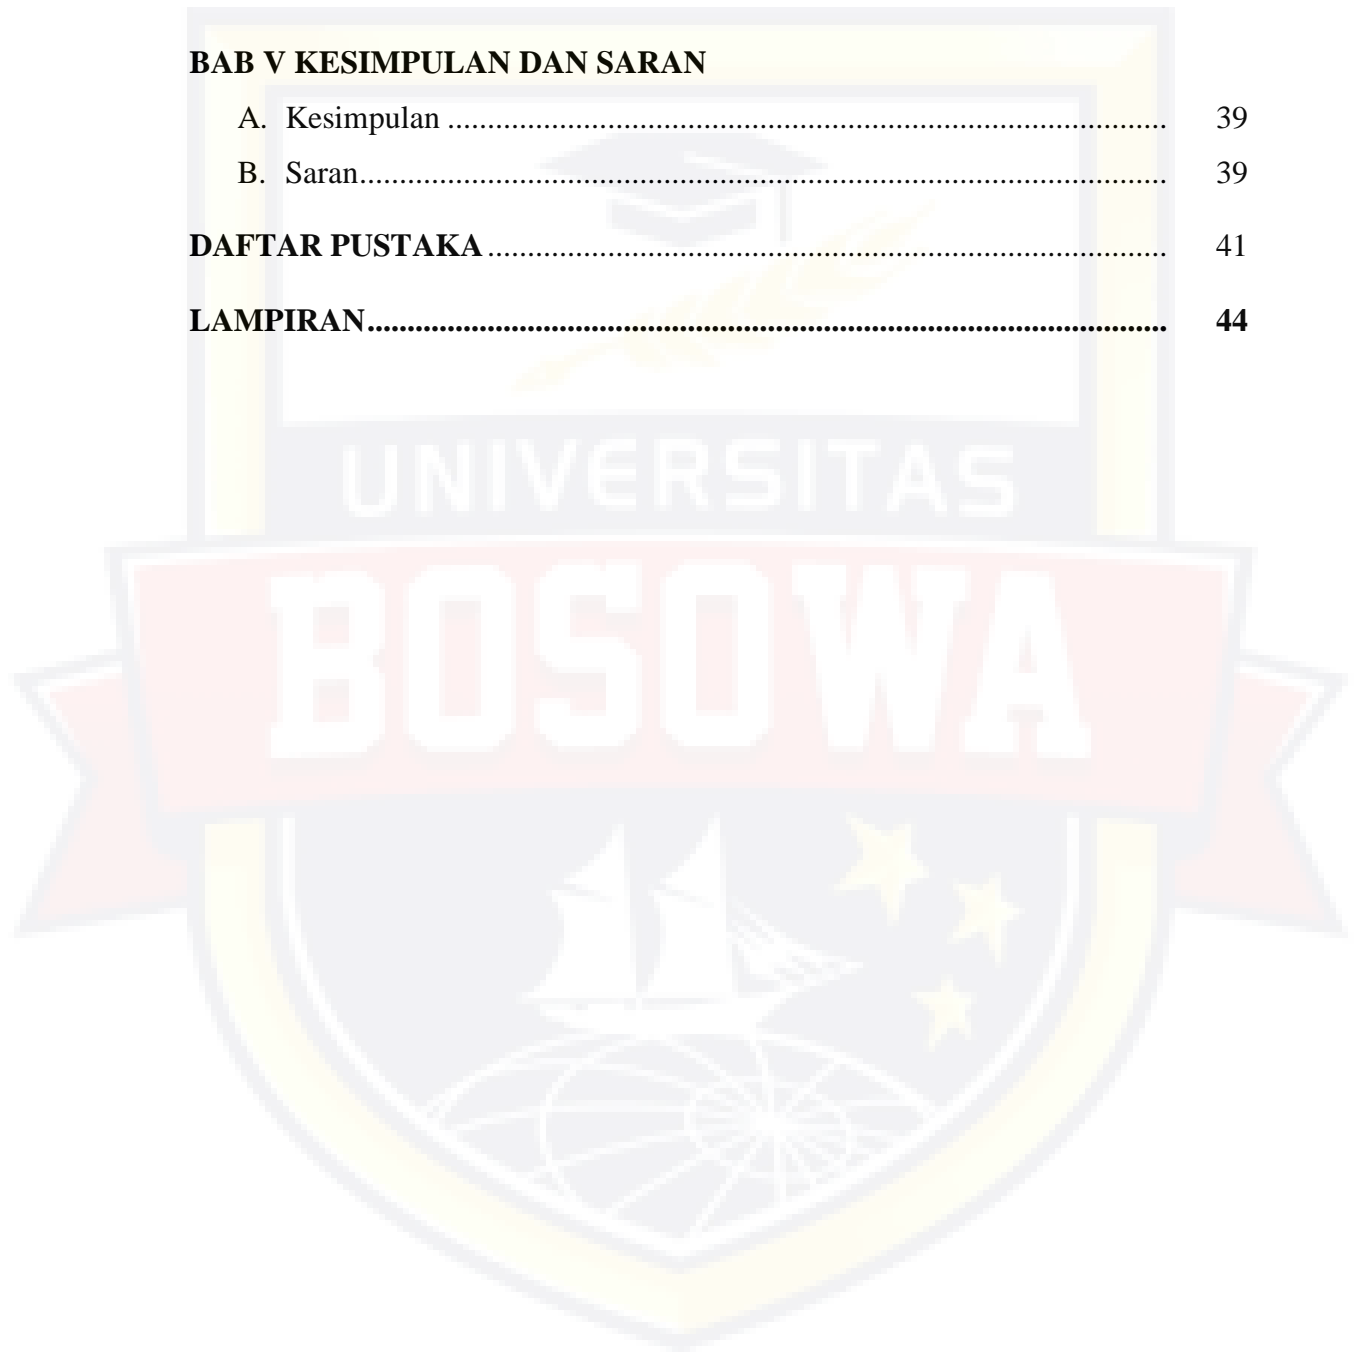 BAB V KESIMPULAN DAN SARAN
A. Kesimpulan ........................................................................................... 39
B. Saran...................................................................................................... 39
DAFTAR PUSTAKA ...................................................................................... 41
LAMPIRAN..................................................................................................... 44
UNIVERSITAS
BOSOWA